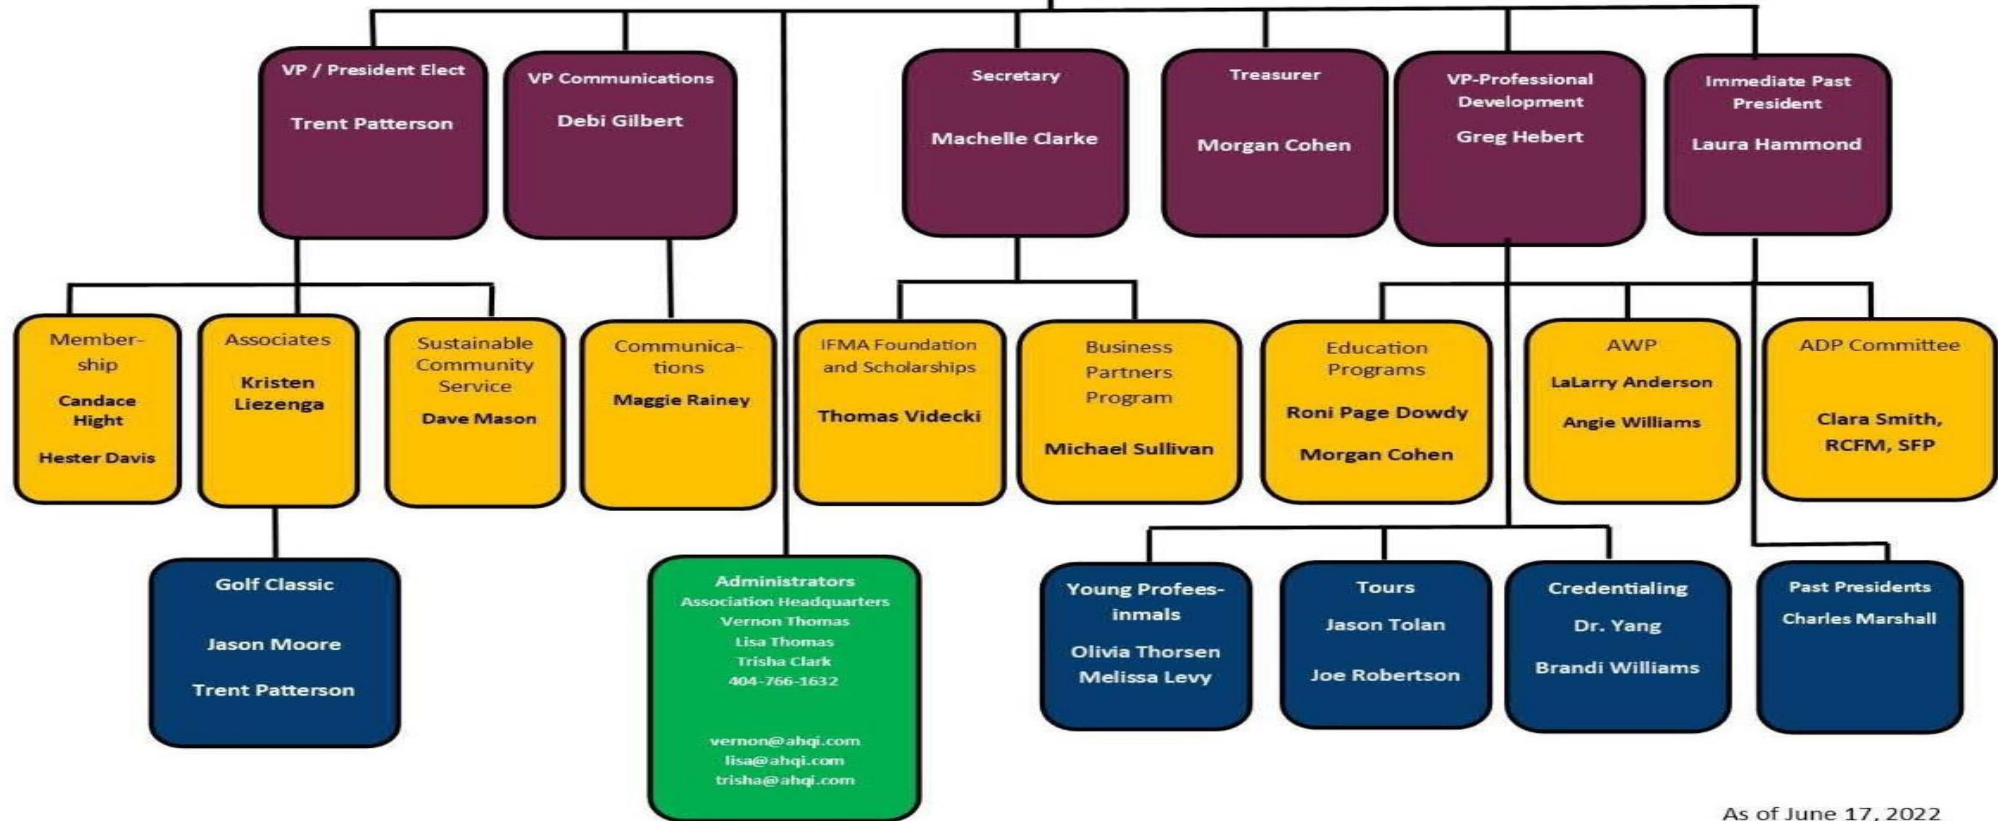 VP / President Elect
Trent Patterson
VP Communications
Debi Gilbert
Secretary
Machelle Clarke
Treasurer
Morgan Cohen
VP-Professional
Development
Greg Hebert
Immediate Past
President
Laura Hammond
Member-
ship
Candace
Hight
Hester Davis
Associates
Kristen
Liezenga
Sustainable
Community
Service
Dave Mason
Communica-
tions
Maggie Rainey
IFMA Foundation
and Scholarships
Thomas Videcki
Business
Partners
Program
Michael Sullivan
Education
Programs
Roni Page Dowdy
Morgan Cohen
AWP
LaLarry Anderson
Angie Williams
ADP Committee
Clara Smith,
RCFM, SFP
Golf Classic
Jason Moore
Trent Patterson
Administrators
Association Headquarters
Vernon Thomas
Lisa Thomas
Trisha Clark
404-766-1632
vernon@ahqi.com
lisa@ahqi.com
trisha@ahqi.com
Young Profees-
inmals
Olivia Thorsen
Melissa Levy
Tours
Jason Tolan
Joe Robertson
Credentialing
Dr. Yang
Brandi Williams
Past Presidents
Charles Marshall
As of June 17, 2022